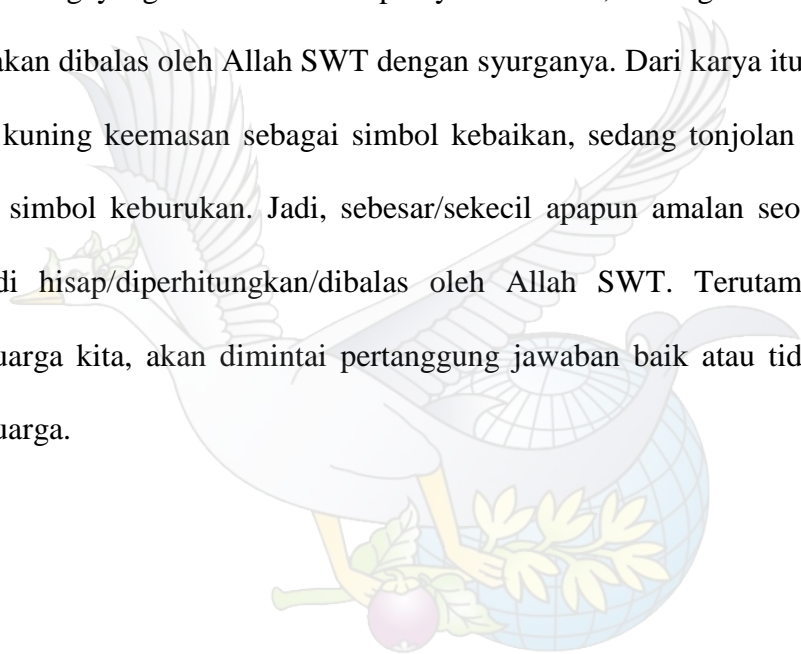 akan dibalas oleh Allah SWT dengan syurganya. Dari karya itu
kuning keemasan sebagai simbol kebaikan, sedang tonjolan
simbol keburukan. Jadi, sebesar/sekecil apapun amalan seo
di hisap/diperhitungkan/dibalas oleh Allah SWT. Terutam
uarga kita, akan dimintai pertanggung jawaban baik atau tid
uarga.